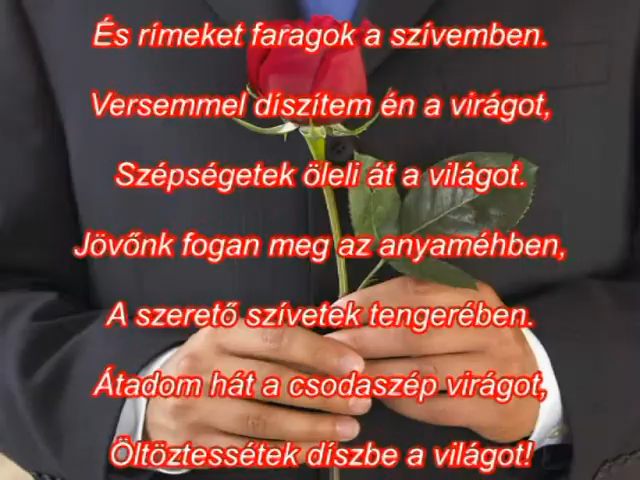 És rímeket faragok a szívemben.
Versemmel díszítem én a virágot,
Szépségetek öleli át a világot.
Jövőnk fogan meg az anyaméhben,
A szerető szívetek tengerében.
Átadom hát a csodaszép virágot,
Öltöztessétek díszbe a világot!